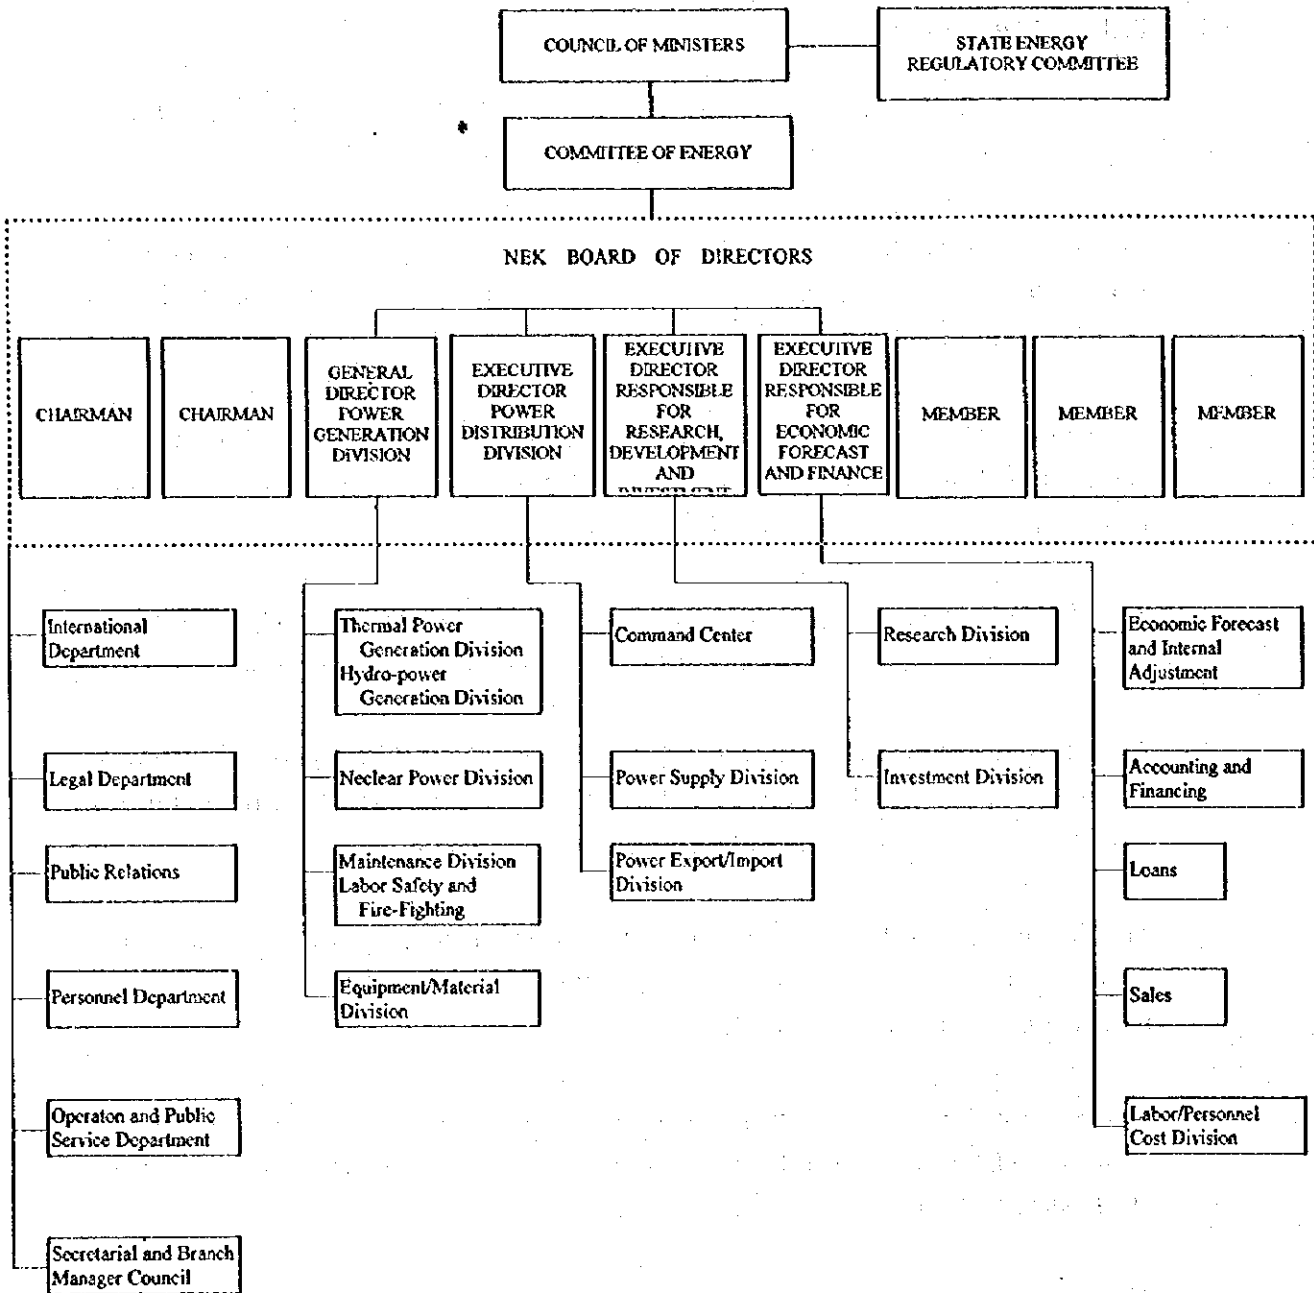 COUNCIL OF MINISTERS
STATE ENERGY
REGULATORY COMMITTEE
COMMITTEE OF ENERGY
NEK BOARD OF DIRECTORS
CHAIRMAN
CHAIRMAN
GENERAL
DIRECTOR
POWER
GENERATION
DIVISION
EXECUTIVE
DIRECTOR
POWER
DISTRIBUTION
DIVISION
EXECUTIVE
DIRECTOR
RESPONSIBLE
FOR
RESEARCH,
DEVELOPMENT
AND
INVESTMENT
EXECUTIVE
DIRECTOR
RESPONSIBLE
FOR
ECONOMIC
FORECAST
AND FINANCE
MEMBER
MEMBER
MEMBER
International
Department
Legal Department
Public Relations
Personnel Department
Operaton and Public
Service Department
Secretarial and Branch
Manager Council
Thermal Power
Generation Division
Hydro-power
Generation Division
Neclear Power Division
Maintenance Division
Labor Safety and
Fire-Fighting
Equipment/Material
Division
Command Center
Power Supply Division
Power Export/Import
Division
Research Division
Investment Division
Economic Forecast
and Internal
Adjustment
Accounting and
Financing
Loans
Sales
Labor/Personnel
Cost Division